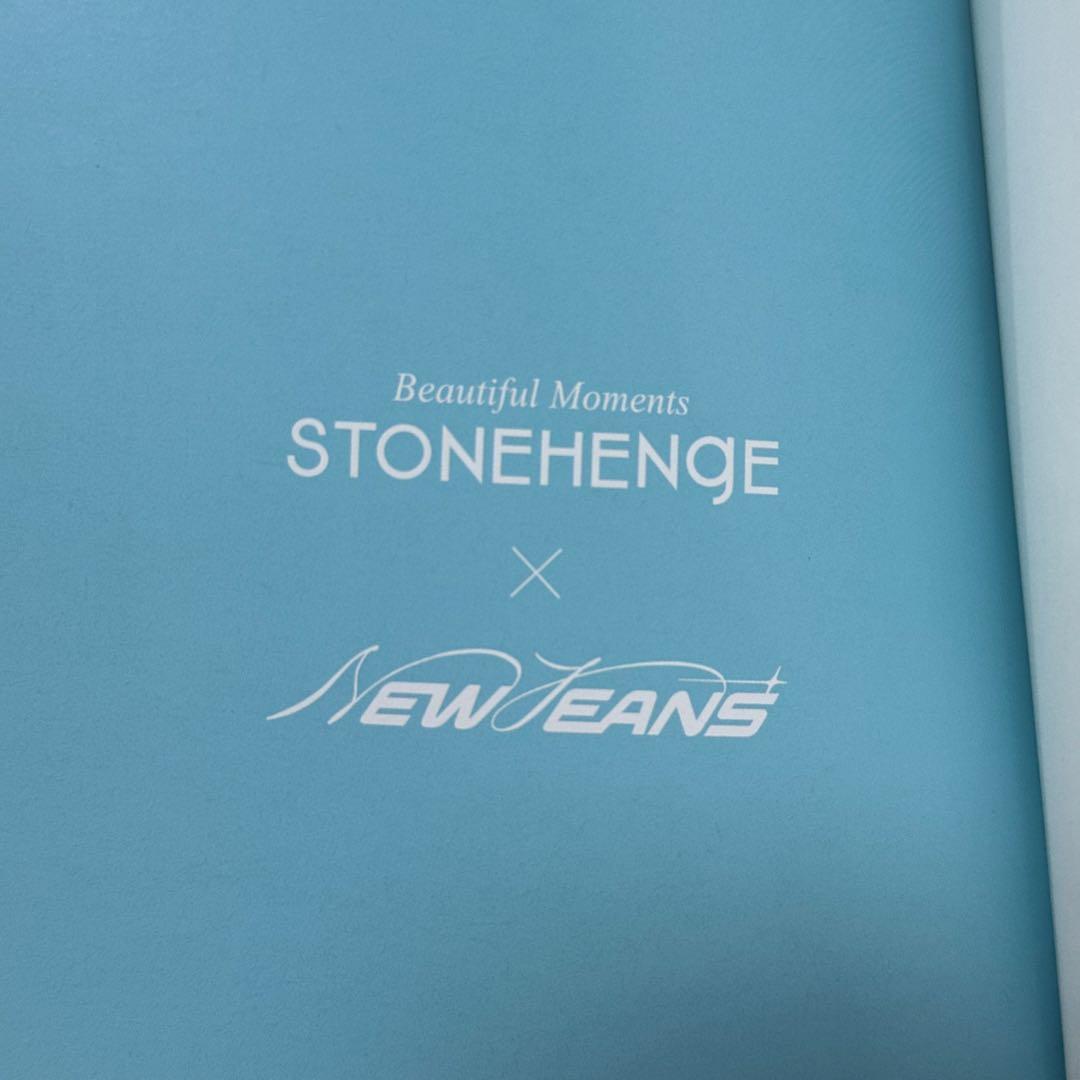 Beautiful Moments
STONEHENgE
×
NEWJEANS